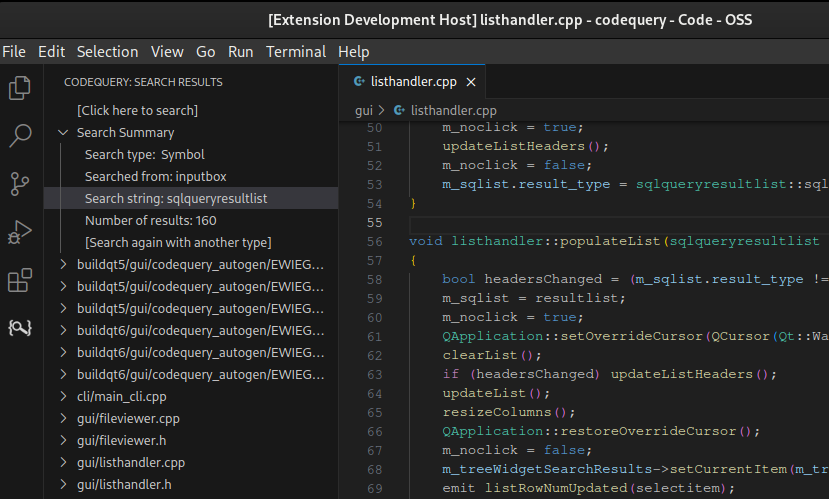 [Extension Development Host] listhandler.cpp - codequery - Code - OSS
File Edit Selection View Go Run Terminal Help
CODEQUERY: SEARCH RESULTS
[Click here to search]
Search Summary
Search type: Symbol
Searched from: inputbox
Search string: sqlqueryresultlist
Number of results: 160
[Search again with another type]
buildqt5/gui/codequery_autogen/EWIEG...
buildqt5/gui/codequery_autogen/EWIEG...
buildqt5/gui/codequery_autogen/EWIEG...
buildqt6/gui/codequery_autogen/EWIEG...
buildqt6/gui/codequery_autogen/EWIEG...
buildqt6/gui/codequery_autogen/EWIEG...
cli/main_cli.cpp
gui/fileviewer.cpp
gui/fileviewer.h
gui/listhandler.cpp
gui/listhandler.h
listhandler.cpp
gui > listhandler.cpp
50 m_noclick = true;
51 updateListHeaders();
52 m_noclick = false;
53 m_sqlist.result_type = sqlqueryresultlist::sql
54 }
55
56 void listhandler::populateList(sqlqueryresultlist
57 {
58 bool headersChanged = (m_sqlist.result_type !=
59 m_sqlist = resultlist;
60 m_noclick = true;
61 QApplication::setOverrideCursor(QCursor(Qt::Wa
62 clearList();
63 if (headersChanged) updateListHeaders();
64 updateList();
65 resizeColumns();
66 QApplication::restoreOverrideCursor();
67 m_noclick = false;
68 m_treeWidgetSearchResults->setCurrentItem(m_tr
69 emit listRowNumUpdated(selectitem);